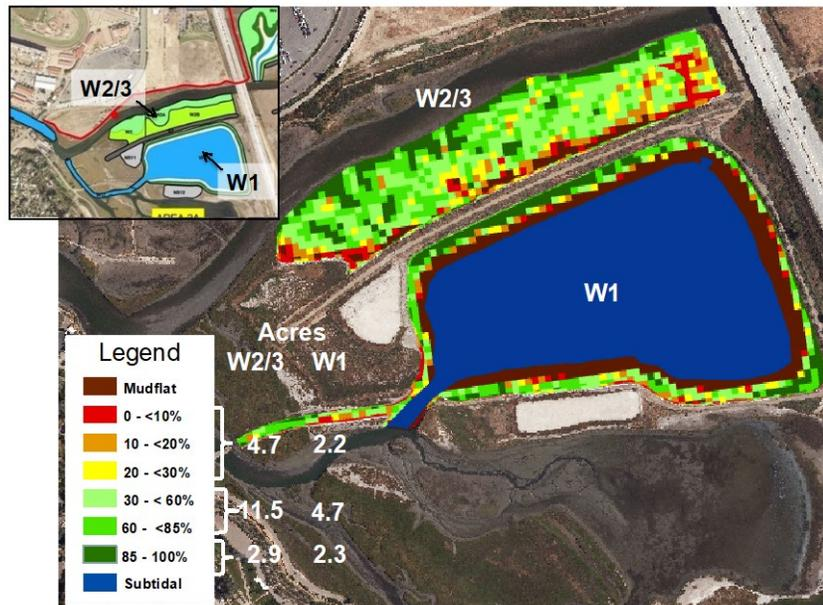 W2/3
W1
AREA 2A
W2/3
W1
Acres
W2/3 W1
Legend
Mudflat
0 - <10%
10 - <20%
20 - <30%
4.7 2.2
30 - < 60%
60 - <85%
11.5 4.7
85 - 100%
2.9 2.3
Subtidal